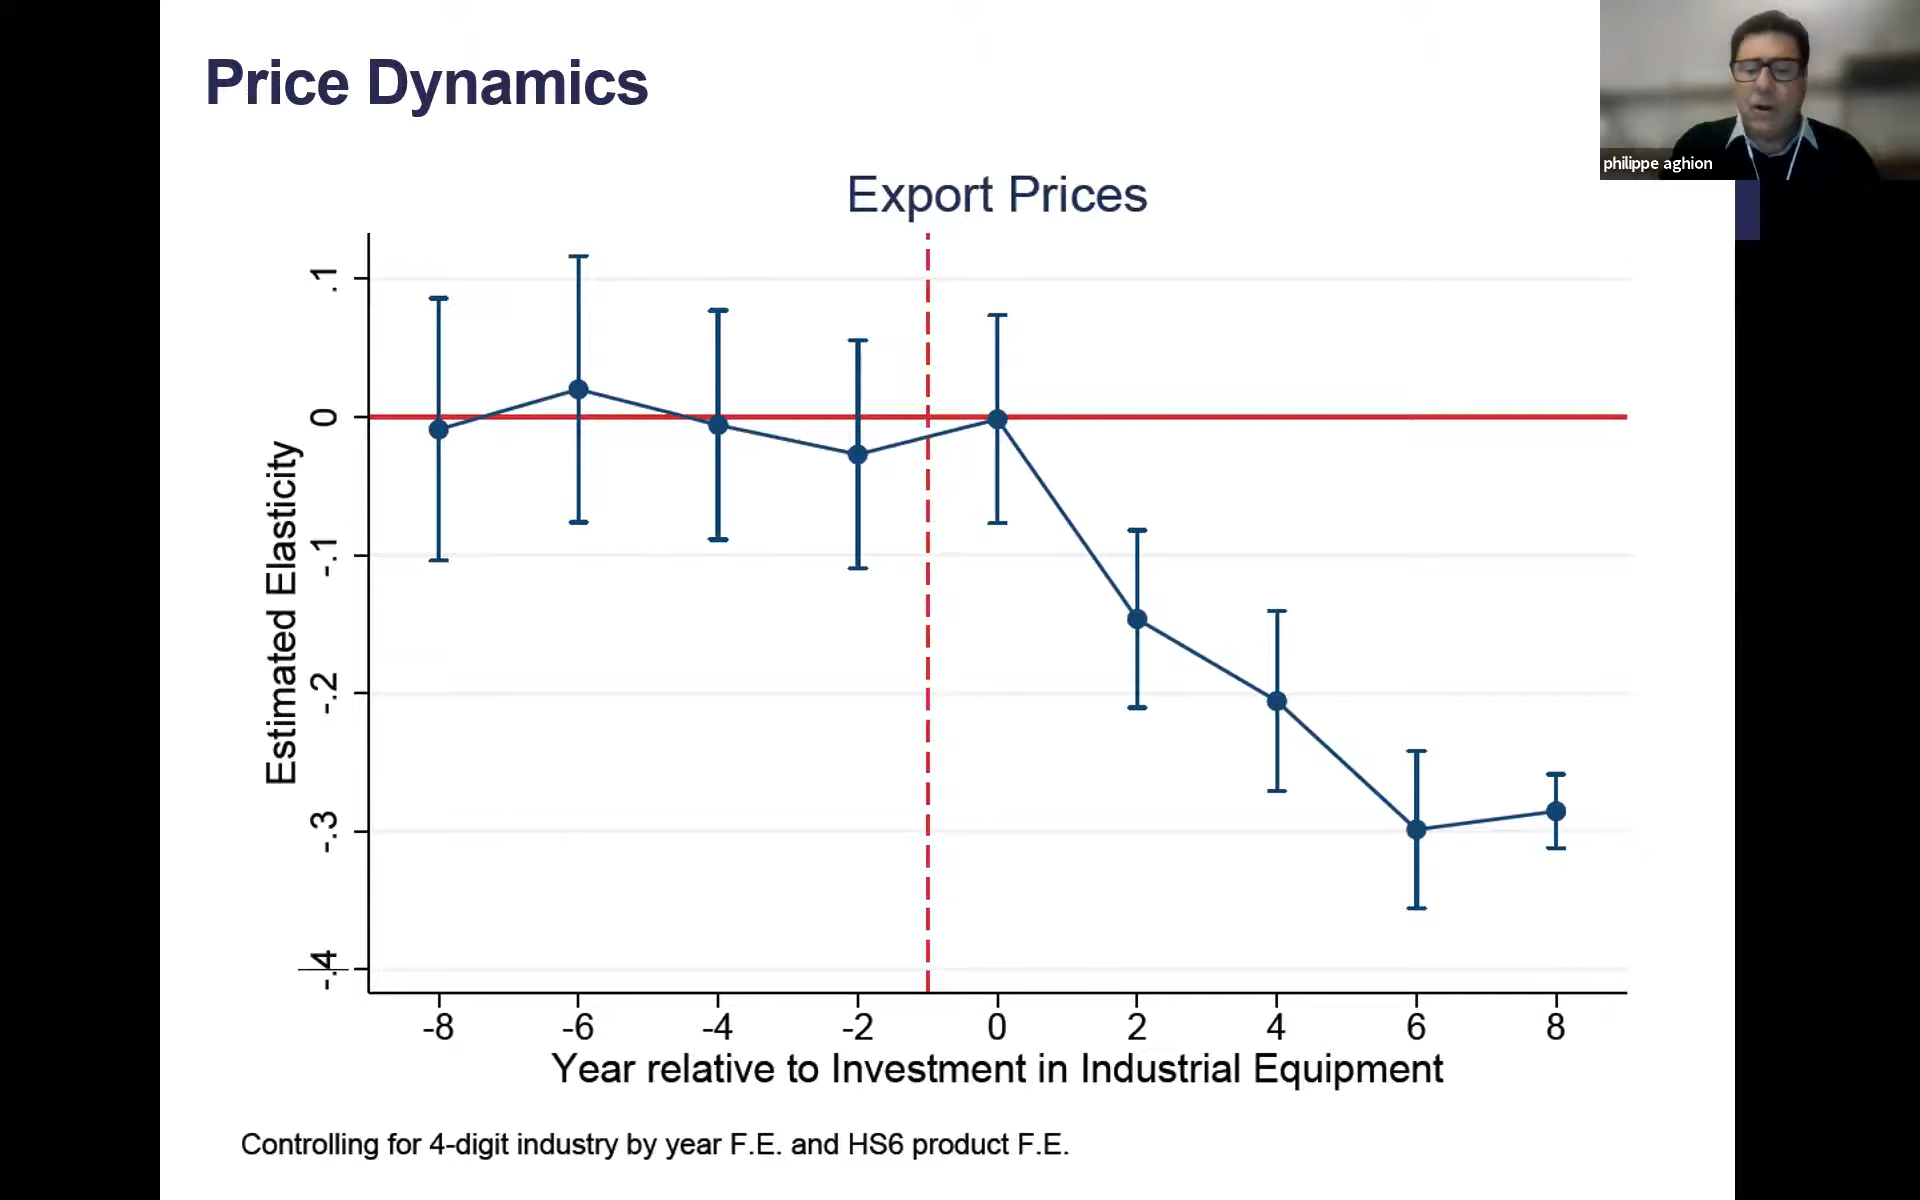 Price Dynamics
philippe aghion
Export Prices
.1
0
-.1
-.2
-.3
-.4
Estimated Elasticity
-8 -6 -4 -2 0 2 4 6 8
Year relative to Investment in Industrial Equipment
Controlling for 4-digit industry by year F.E. and HS6 product F.E.